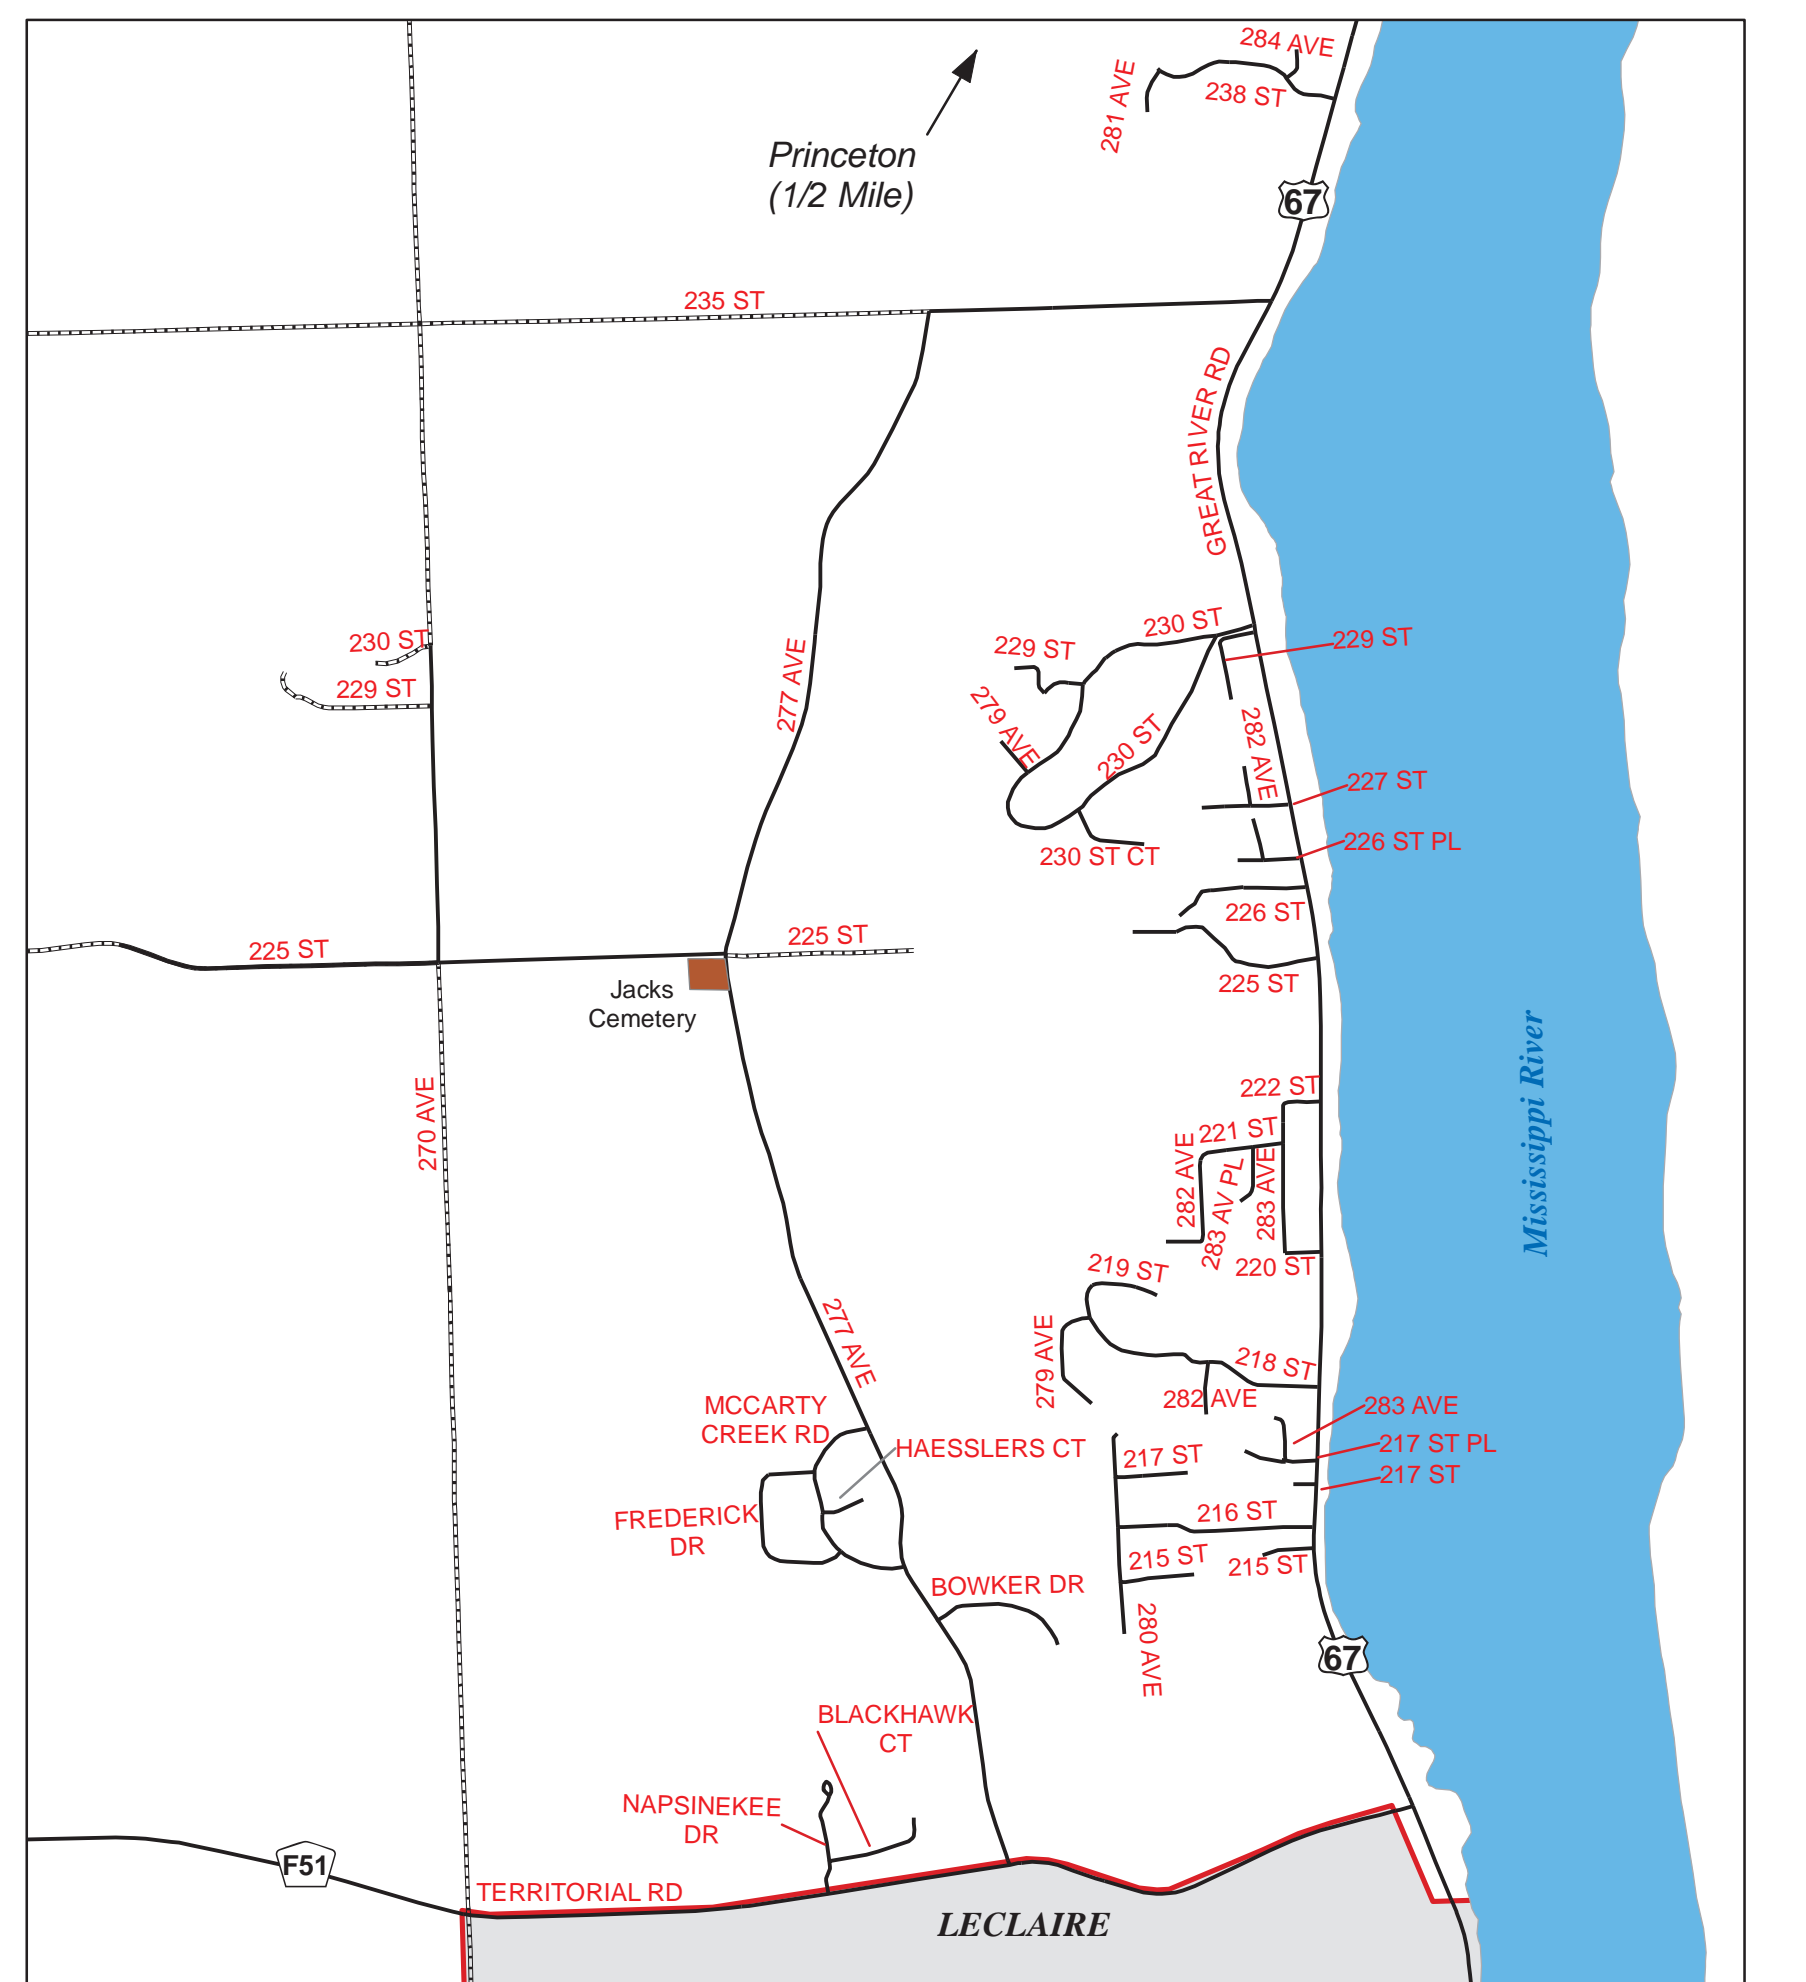 284 AVE
281 AVE
238 ST
Princeton
(1/2 Mile)
67
235 ST
GREAT RIVER RD
230 ST
229 ST
277 AVE
230 ST
229 ST
229 ST
279 AVE
230 ST
282 AVE
227 ST
230 ST CT
226 ST PL
226 ST
225 ST
225 ST
225 ST
Jacks
Cemetery
270 AVE
Mississippi River
222 ST
221 ST
282 AVE
283 AV PL
283 AVE
220 ST
219 ST
279 AVE
277 AVE
218 ST
282 AVE
283 AVE
MCCARTY
CREEK RD
HAESSLERS CT
217 ST
217 ST PL
217 ST
FREDERICK
DR
216 ST
215 ST
215 ST
BOWKER DR
280 AVE
67
BLACKHAWK
CT
NAPSINEKEE
DR
F51
TERRITORIAL RD
LECLAIRE